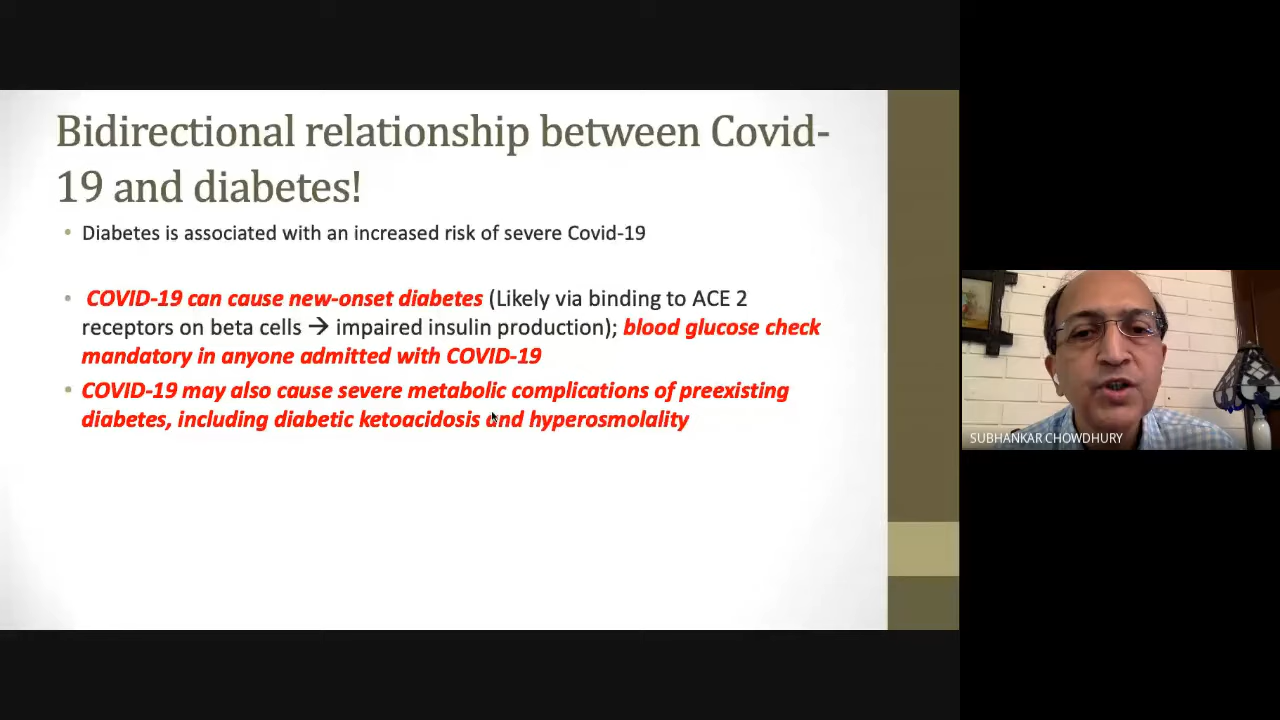 Bidirectional relationship between Covid-
19 and diabetes!
• Diabetes is associated with an increased risk of severe Covid-19
• COVID-19 can cause new-onset diabetes (Likely via binding to ACE 2
receptors on beta cells → impaired insulin production); blood glucose check
mandatory in anyone admitted with COVID-19
• COVID-19 may also cause severe metabolic complications of preexisting
diabetes, including diabetic ketoacidosis and hyperosmolality
SUBHANKAR CHOWDHURY